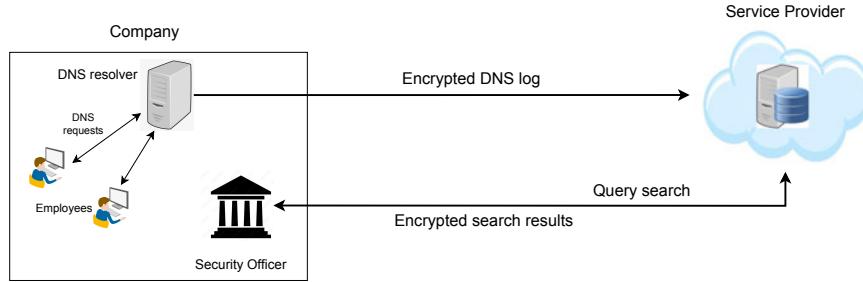 Service Provider
Company
DNS resolver
Encrypted DNS log
DNS
requests
Query search
Employees
Encrypted search results
Security Officer